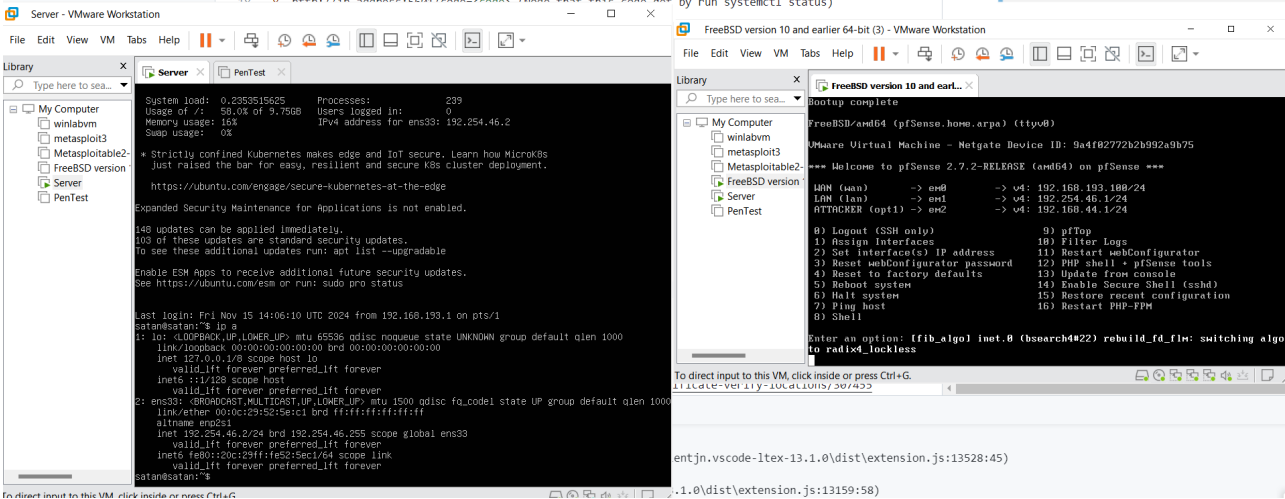 by run systemctl status)
Server - VMware Workstation
File Edit View VM Tabs Help
Library X
Type here to sea...
My Computer
winlabvm
metasploit3
Metasploitable2-
FreeBSD version
Server
PenTest
Server
PenTest
System load: 0.2353515625 Processes: 239
Usage of /: 58.0% of 9.75GB Users logged in: 0
Memory usage: 16% IPv4 address for ens33: 192.254.46.2
Swap usage: 0%
* Strictly confined Kubernetes makes edge and IoT secure. Learn how MicroK8s
just raised the bar for easy, resilient and secure K8s cluster deployment.
https://ubuntu.com/engage/secure-kubernetes-at-the-edge
Expanded Security Maintenance for Applications is not enabled.
148 updates can be applied immediately.
103 of these updates are standard security updates.
To see these additional updates run: apt list --upgradable
Enable ESM Apps to receive additional future security updates.
See https://ubuntu.com/esm or run: sudo pro status
Last login: Fri Nov 15 14:06:10 UTC 2024 from 192.168.193.1 on pts/1
satan@satan:~$ ip a
1: lo: <LOOPBACK,UP,LOWER_UP> mtu 65536 qdisc noqueue state UNKNOWN group default qlen 1000
link/loopback 00:00:00:00:00:00 brd 00:00:00:00:00:00
inet 127.0.0.1/8 scope host lo
valid_lft forever preferred_lft forever
inet6 ::1/128 scope host
valid_lft forever preferred_lft forever
2: ens33: <BROADCAST,MULTICAST,UP,LOWER_UP> mtu 1500 qdisc fq_codel state UP group default qlen 1000
link/ether 00:0c:29:52:5e:c1 brd ff:ff:ff:ff:ff:ff
altname enp2s1
inet 192.254.46.2/24 brd 192.254.46.255 scope global ens33
valid_lft forever preferred_lft forever
inet6 fe80::20c:29ff:fe52:5ec1/64 scope link
valid_lft forever preferred_lft forever
satan@satan:~$
To direct input to this VM, click inside or press Ctrl+G.
FreeBSD version 10 and earlier 64-bit (3) - VMware Workstation
File Edit View VM Tabs Help
Library X
Type here to sea...
My Computer
winlabvm
metasploit3
Metasploitable2-
FreeBSD version
Server
PenTest
FreeBSD version 10 and earl...
Bootup complete
FreeBSD/amd64 (pfSense.home.arpa) (ttyv0)
VMware Virtual Machine - Netgate Device ID: 9a4f02772b2b992a9b75
*** Welcome to pfSense 2.7.2-RELEASE (amd64) on pfSense ***
WAN (wan) -> em0 -> v4: 192.168.193.100/24
LAN (lan) -> em1 -> v4: 192.254.46.1/24
ATTACKER (opt1) -> em2 -> v4: 192.168.44.1/24
0) Logout (SSH only) 9) pfTop
1) Assign Interfaces 10) Filter Logs
2) Set interface(s) IP address 11) Restart webConfigurator
3) Reset webConfigurator password 12) PHP shell + pfSense tools
4) Reset to factory defaults 13) Update from console
5) Reboot system 14) Enable Secure Shell (sshd)
6) Halt system 15) Restore recent configuration
7) Ping host 16) Restart PHP-FPM
8) Shell
Enter an option: [fib_algo] inet.0 (bsearch4#22) rebuild_fd_flm: switching algo
to radix4_lockless
To direct input to this VM, click inside or press Ctrl+G.
entjn.vscode-ltex-13.1.0\dist\extension.js:13528:45)
.1.0\dist\extension.js:13159:58)